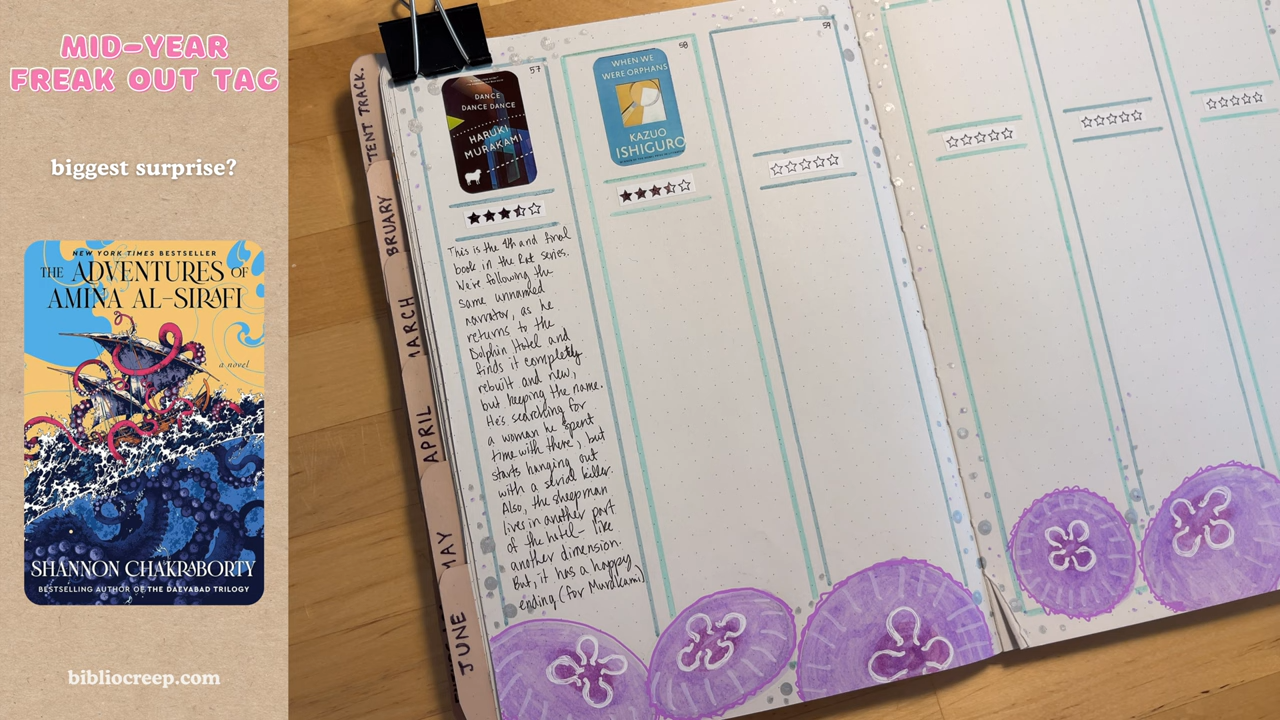 MID-YEAR
FREAK OUT TAG
biggest surprise?
NEW YORK TIMES BESTSELLER
THE ADVENTURES OF
AMINA AL-SIRAFI
a novel
SHANNON CHAKRABORTY
BESTSELLING AUTHOR OF THE DAEVABAD TRILOGY
bibliocreep.com
TENT TRACK.
BRUARY
MARCH
APRIL
MAY
JUNE
57
DANCE
DANCE DANCE
HARUKI
MURAKAMI
This is the 4th and final
book in the Rat series.
We're following the
same unnamed
narrator, as he
returns to the
Dolphin Hotel and
finds it completely
rebuilt and new,
but keeping the name.
He's searching for
a woman he spent
time with there, but
starts hanging out
with a serial killer.
Also, the sheepman
lives in another part
of the hotel - like
another dimension.
But, it has a happy
ending (for Murakami)
58
WHEN WE
WERE ORPHANS
KAZUO
ISHIGURO
59